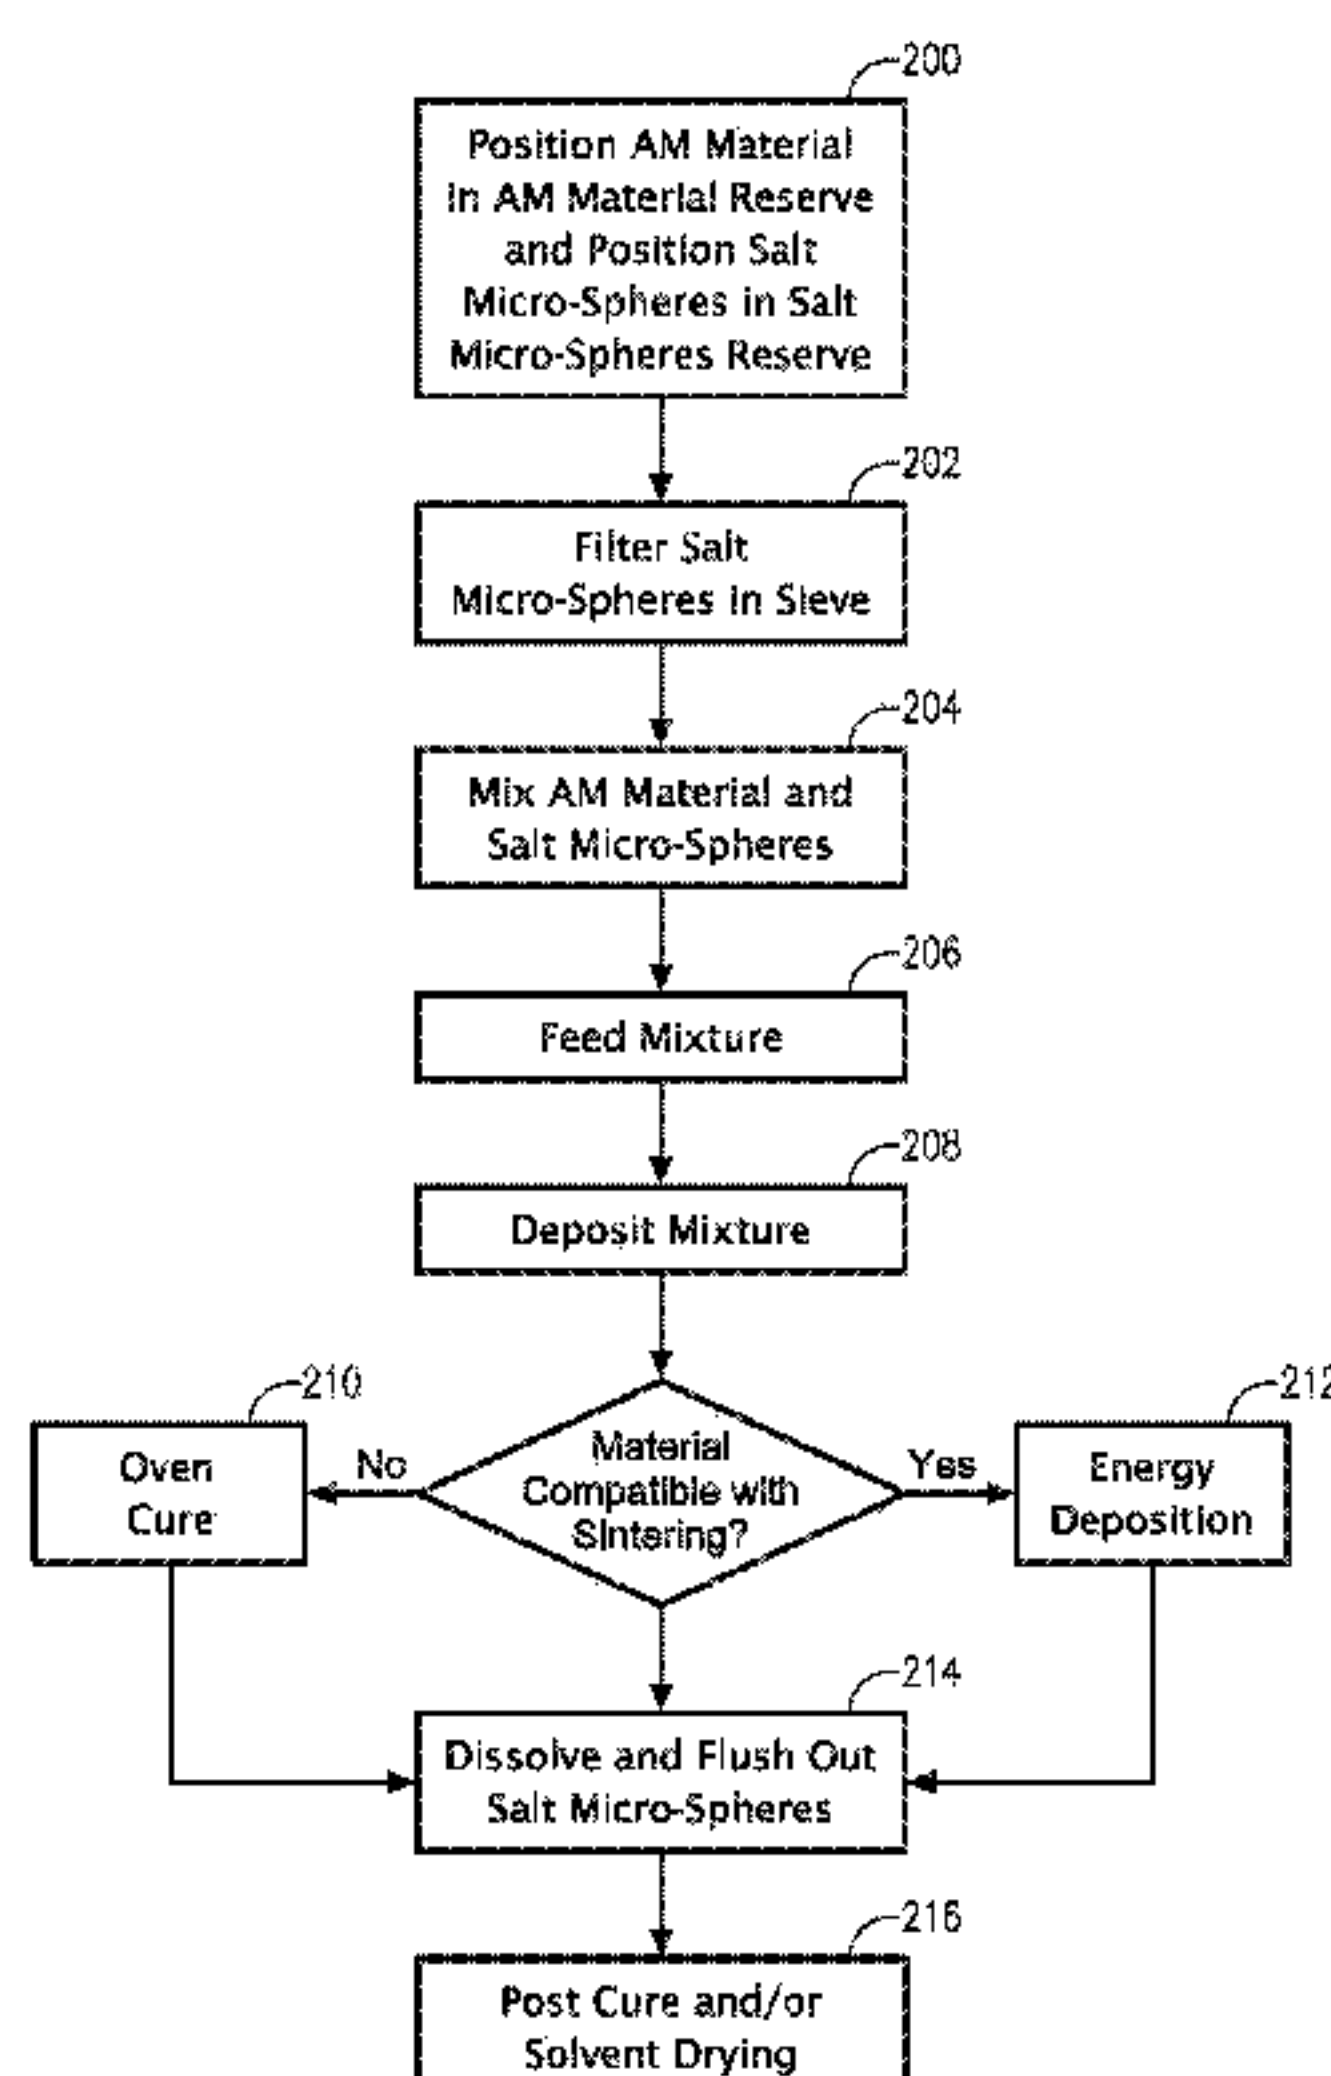 200
Position AM Material
in AM Material Reserve
and Position Salt
Micro-Spheres in Salt
Micro-Spheres Reserve
202
Filter Salt
Micro-Spheres in Sieve
204
Mix AM Material and
Salt Micro-Spheres
206
Feed Mixture
208
Deposit Mixture
210
Oven
Cure
No
Material
Compatible with
Sintering?
Yes
212
Energy
Deposition
214
Dissolve and Flush Out
Salt Micro-Spheres
216
Post Cure and/or
Solvent Drying